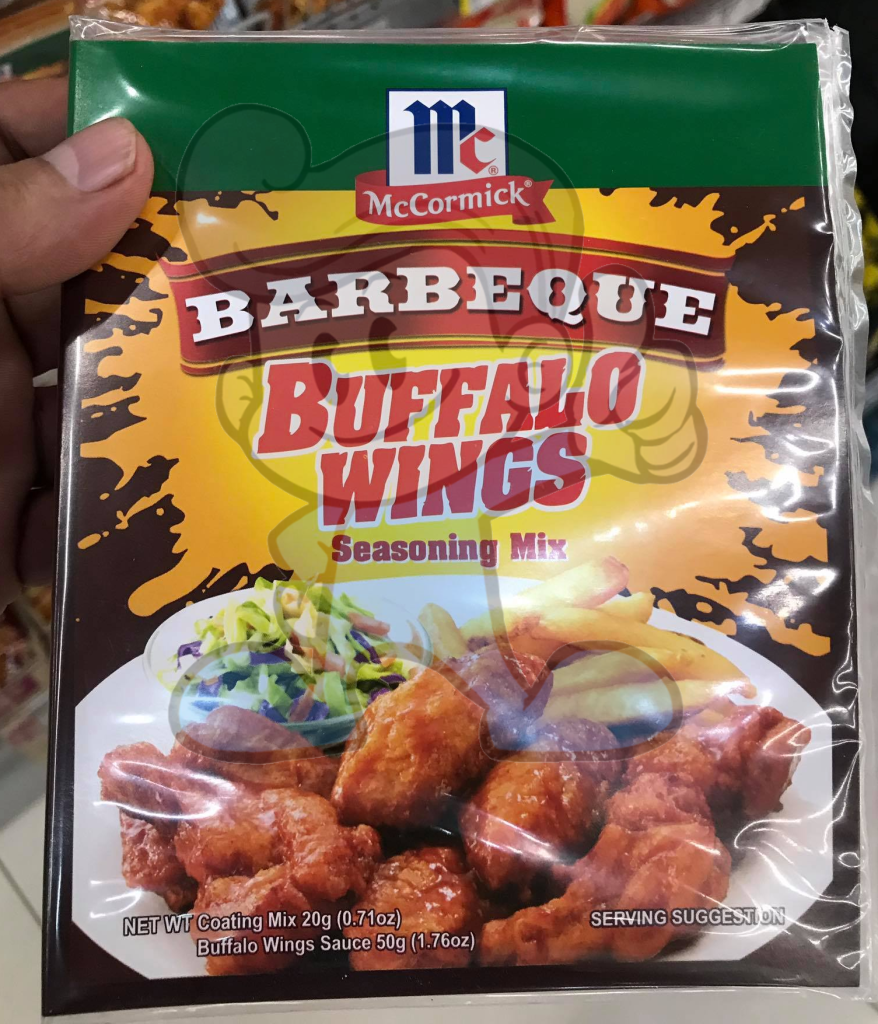 Mc®
McCormick®
BARBEQUE
BUFFALO
WINGS
Seasoning Mix
NET WT Coating Mix 20g (0.71oz)
Buffalo Wings Sauce 50g (1.76oz)
SERVING SUGGESTION